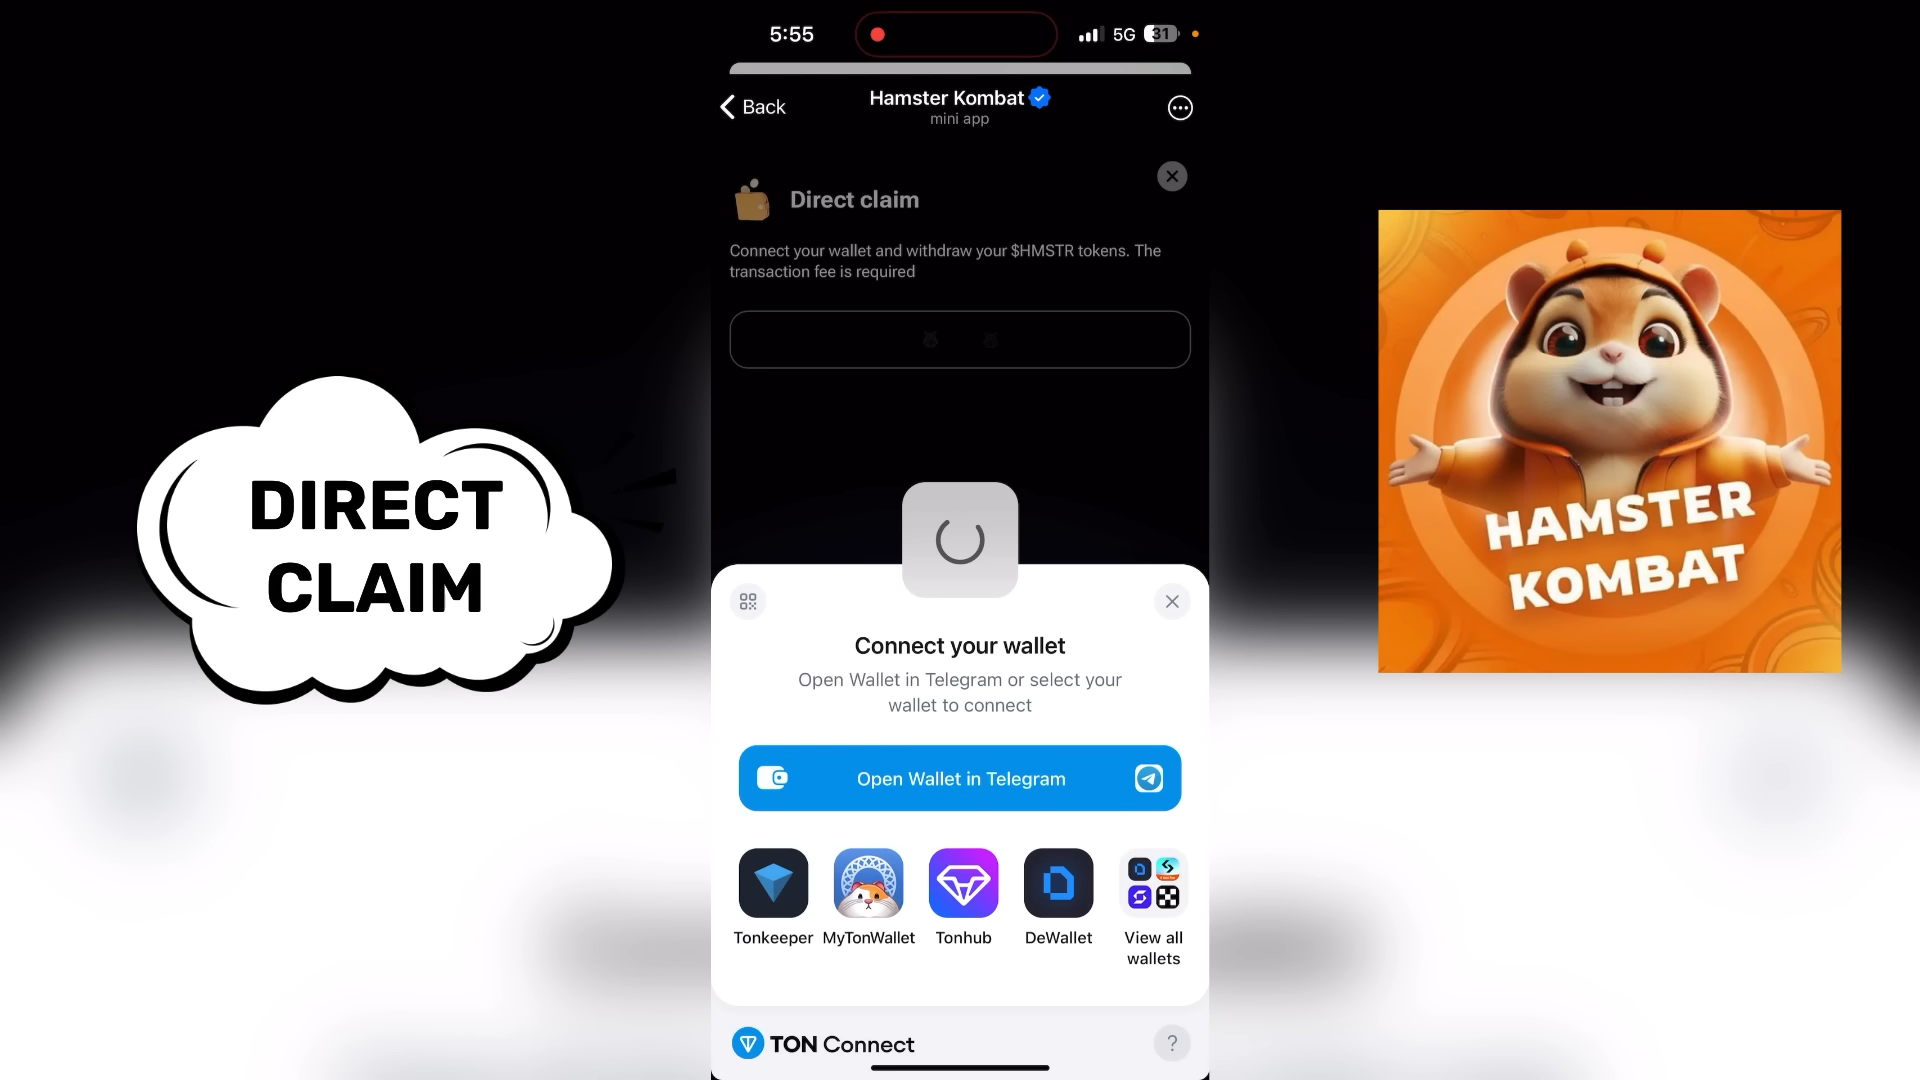 5:55
5G 31
Back
Hamster Kombat
mini app
Direct claim
Connect your wallet and withdraw your $HMSTR tokens. The
transaction fee is required
DIRECT
CLAIM
HAMSTER
KOMBAT
Connect your wallet
Open Wallet in Telegram or select your
wallet to connect
Open Wallet in Telegram
Tonkeeper MyTonWallet Tonhub DeWallet View all
wallets
TON Connect ?